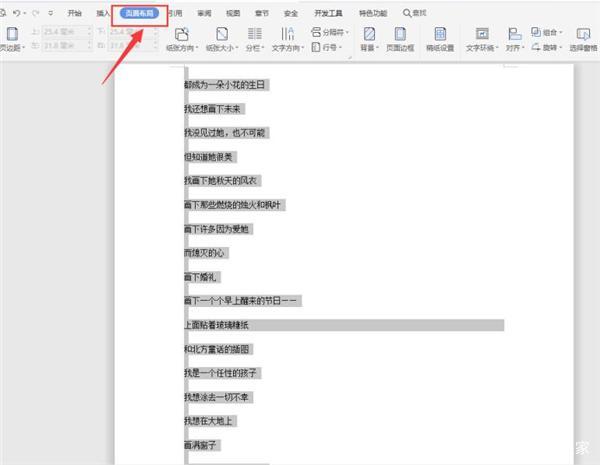 开始 插入 页面布局 引用 审阅 视图 章节 安全 开发工具 特色功能 查找
上: 25.4 毫米 下: 25.4 毫米
左: 31.8 毫米 右: 31.8 毫米
页边距 纸张方向 纸张大小 分栏 文字方向 分隔符 行号 背景 页面边框 稿纸设置 文字环绕 对齐 组合 旋转 选择窗格
都成为一朵小花的生日
我还想画下未来
我没见过她，也不可能
但知道她很美
我画下她秋天的风衣
画下那些燃烧的烛火和枫叶
画下许多因为爱她
而熄灭的心
画下婚礼
画下一个个早上醒来的节日——
上面贴着玻璃糖纸
和北方童话的插图
我是一个任性的孩子
我想涂去一切不幸
我想在大地上
画满窗子
家